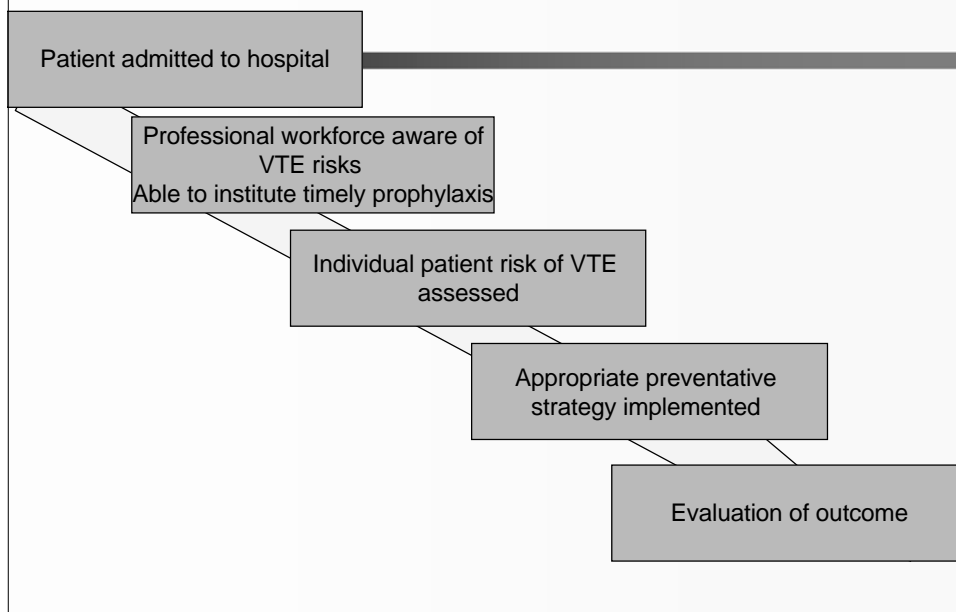 Patient admitted to hospital
Professional workforce aware of
VTE risks
Able to institute timely prophylaxis
Individual patient risk of VTE
assessed
Appropriate preventative
strategy implemented
Evaluation of outcome